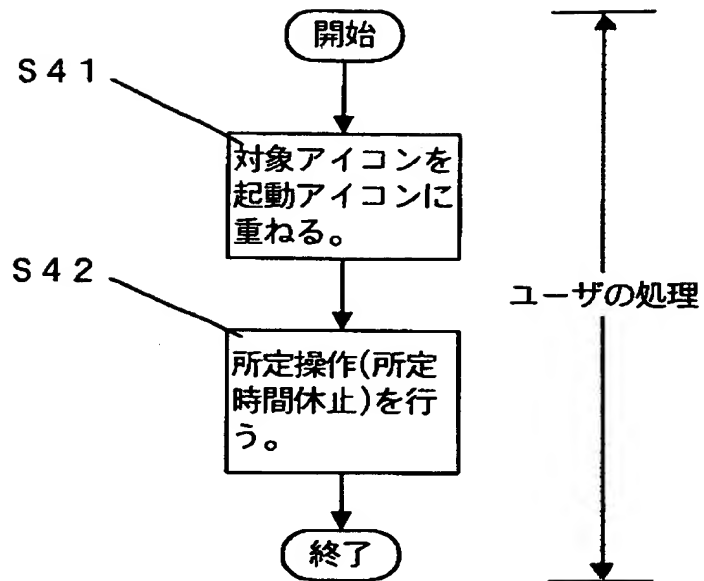 開始
S41
対象アイコンを
起動アイコンに
重ねる。
S42
所定操作(所定
時間休止)を行
う。
ユーザの処理
終了